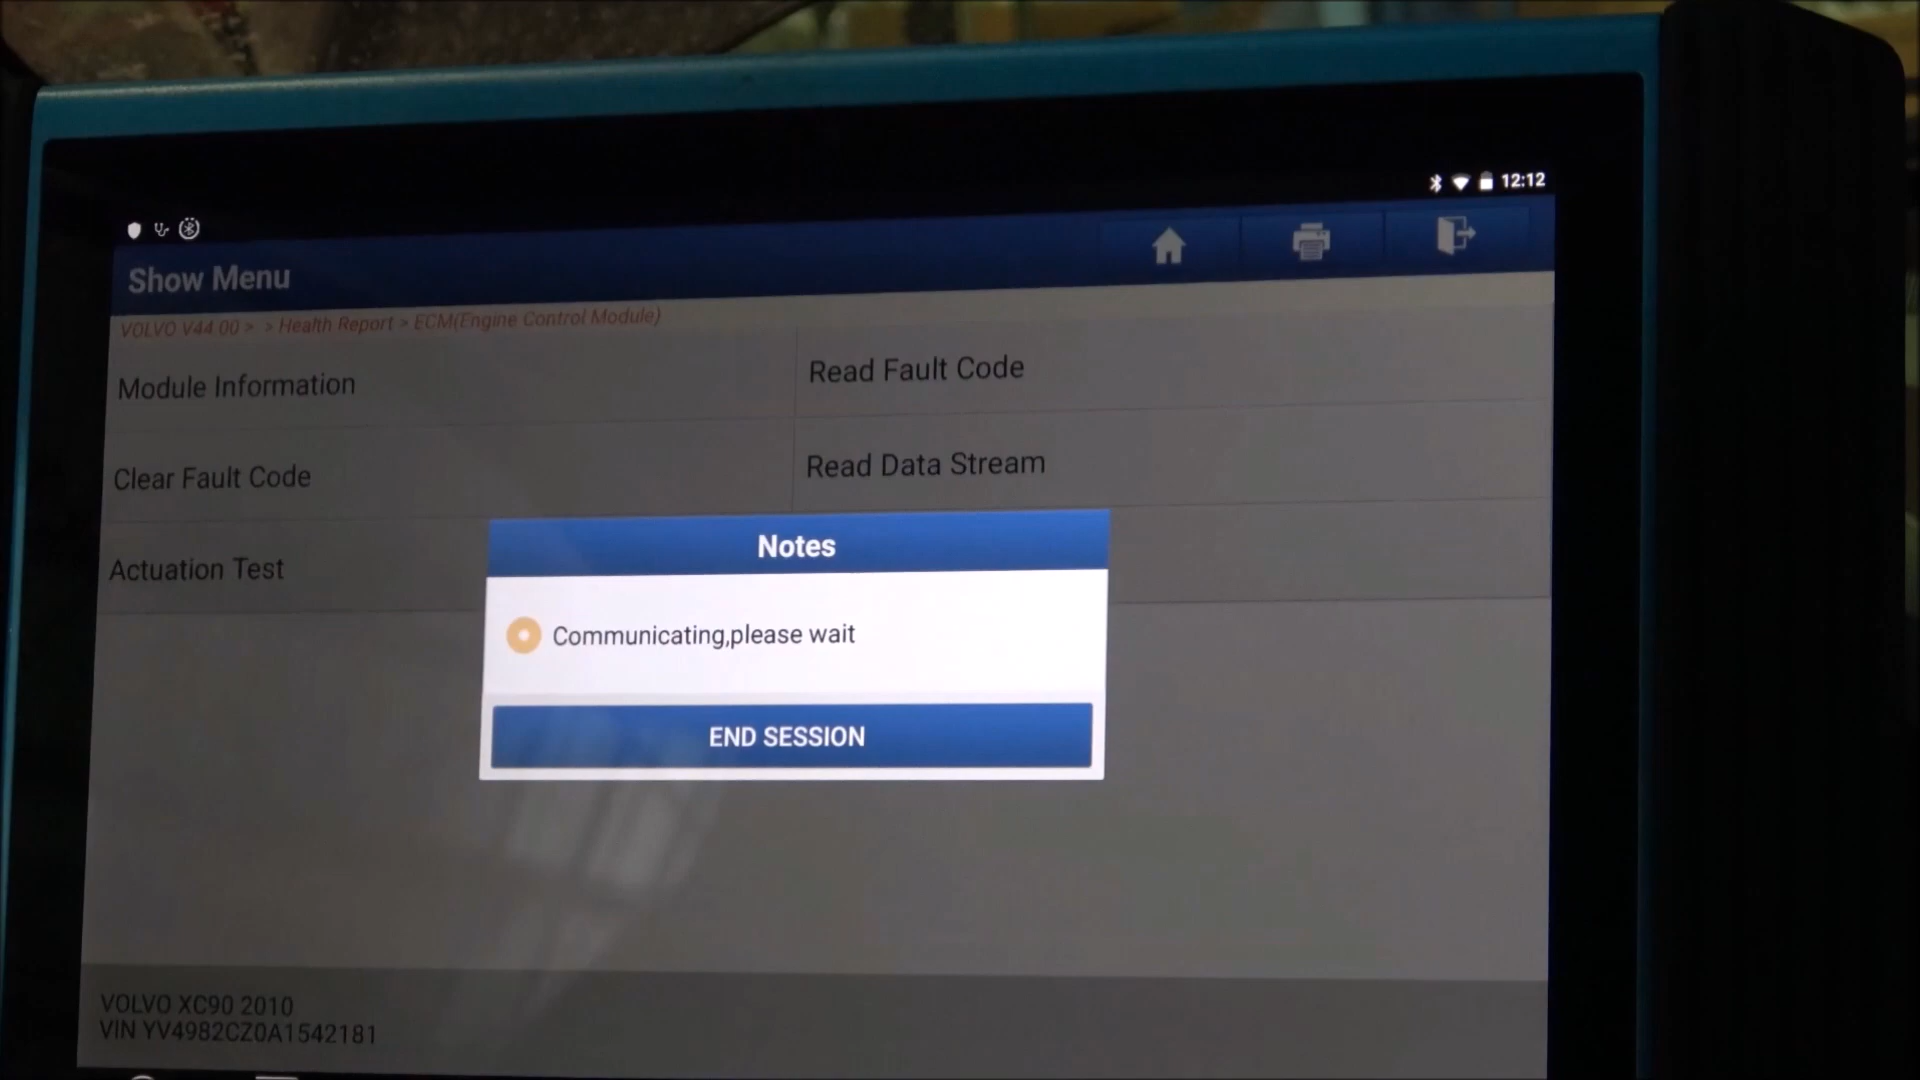 12:12
Show Menu
VOLVO V44.00 > > Health Report > ECM(Engine Control Module)
Module Information
Read Fault Code
Clear Fault Code
Read Data Stream
Actuation Test
Notes
Communicating,please wait
END SESSION
VOLVO XC90 2010
VIN YV4982CZ0A1542181